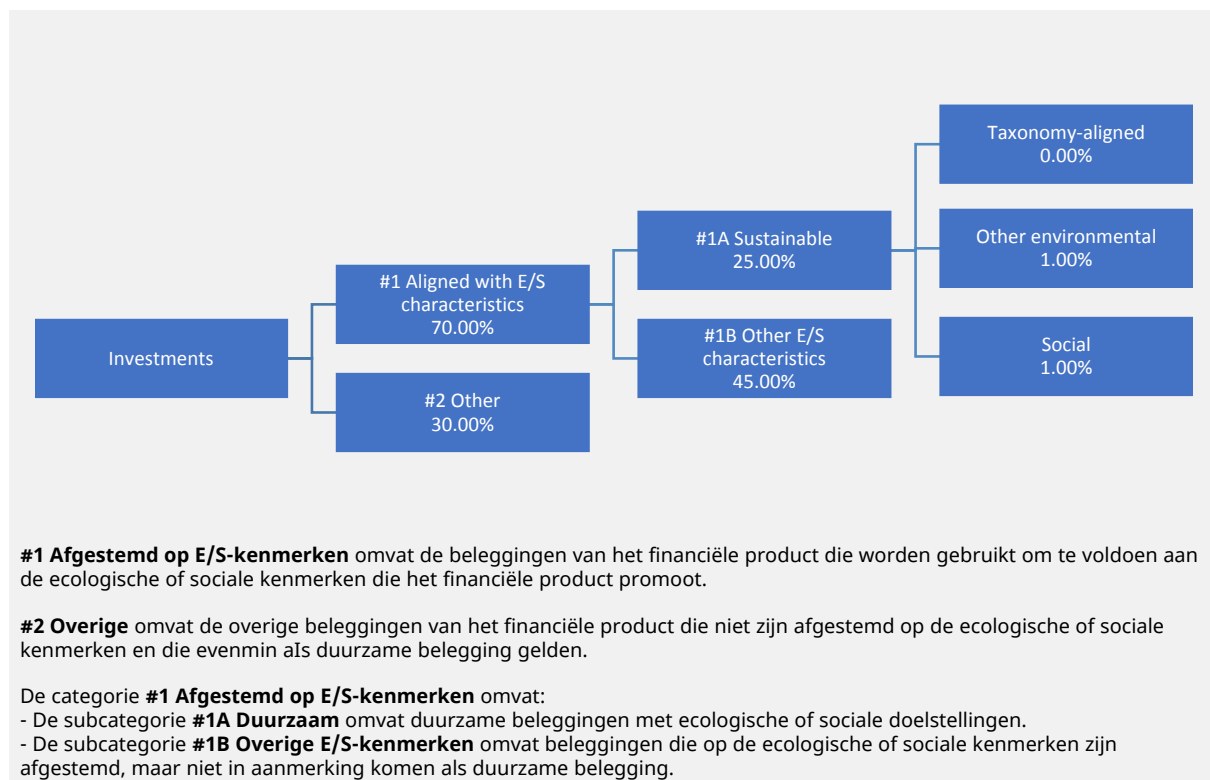 Taxonomy-aligned
0.00%
#1A Sustainable
25.00%
Other environmental
1.00%
#1 Aligned with E/S
characteristics
70.00%
Investments
#1B Other E/S
characteristics
45.00%
Social
1.00%
#2 Other
30.00%
#1 Afgestemd op E/S-kenmerken omvat de beleggingen van het financiële product die worden gebruikt om te voldoen aan
de ecologische of sociale kenmerken die het financiële product promoot.
#2 Overige omvat de overige beleggingen van het financiële product die niet zijn afgestemd op de ecologische of sociale
kenmerken en die evenmin aIs duurzame belegging gelden.
De categorie #1 Afgestemd op E/S-kenmerken omvat:
- De subcategorie #1A Duurzaam omvat duurzame beleggingen met ecologische of sociale doelstellingen.
- De subcategorie #1B Overige E/S-kenmerken omvat beleggingen die op de ecologische of sociale kenmerken zijn
afgestemd, maar niet in aanmerking komen als duurzame belegging.